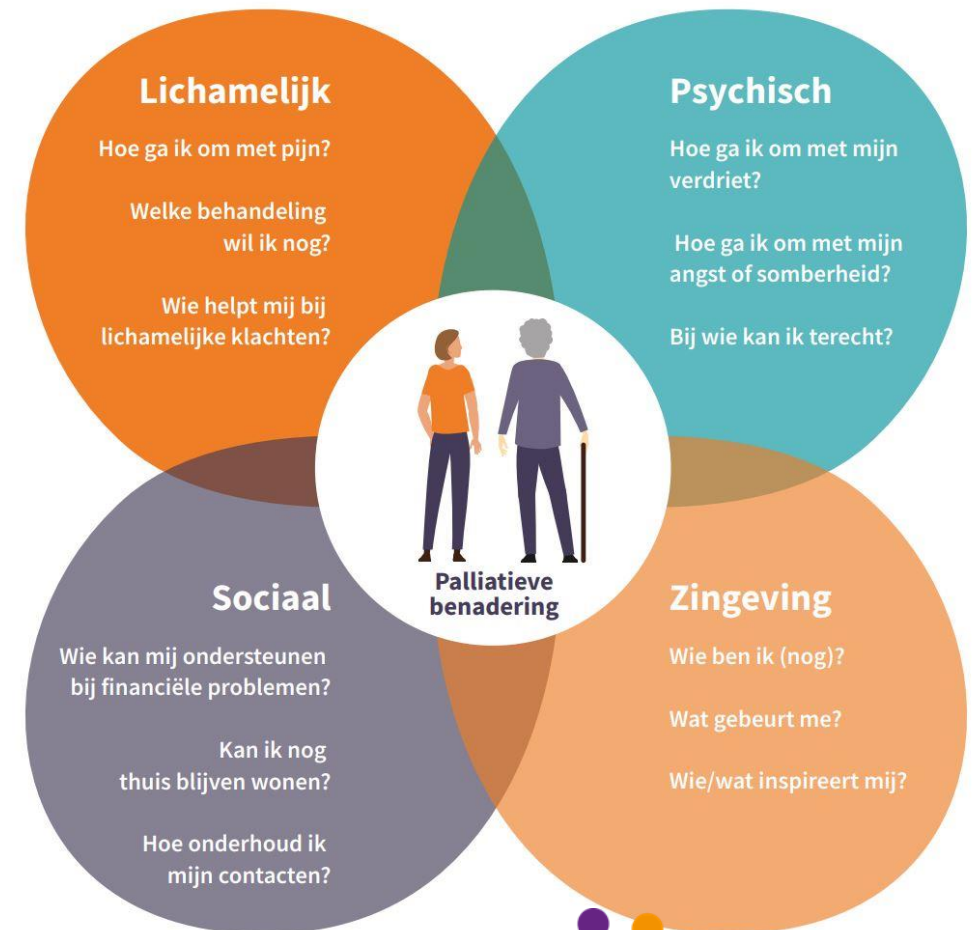 Lichamelijk
Hoe ga ik om met pijn?
Welke behandeling
wil ik nog?
Wie helpt mij bij
lichamelijke klachten?
Psychisch
Hoe ga ik om met mijn
verdriet?
Hoe ga ik om met mijn
angst of somberheid?
Bij wie kan ik terecht?
Palliatieve
benadering
Sociaal
Wie kan mij ondersteunen
bij financiële problemen?
Kan ik nog
thuis blijven wonen?
Hoe onderhoud ik
mijn contacten?
Zingeving
Wie ben ik (nog)?
Wat gebeurt me?
Wie/wat inspireert mij?